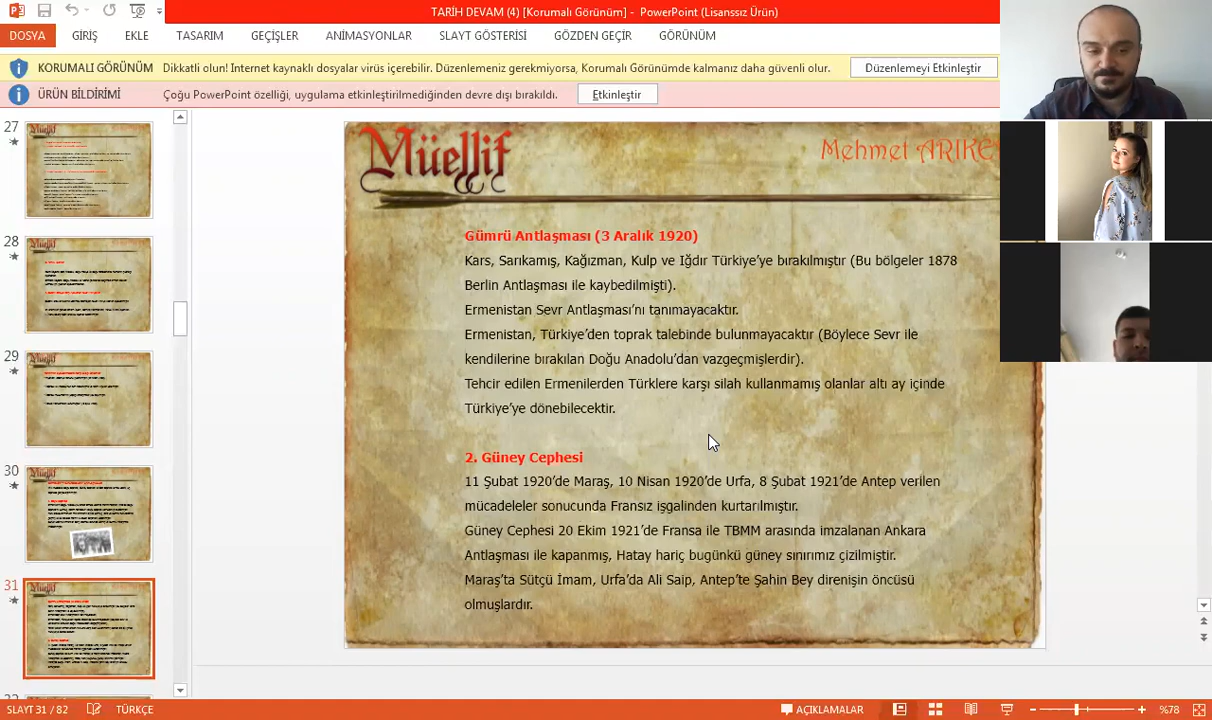 TARİH DEVAM (4) [Korumalı Görünüm] - PowerPoint (Lisanssız Ürün)
DOSYA GİRİŞ EKLE TASARIM GEÇİŞLER ANİMASYONLAR SLAYT GÖSTERİSİ GÖZDEN GEÇİR GÖRÜNÜM
KORUMALI GÖRÜNÜM Dikkatli olun! Internet kaynaklı dosyalar virüs içerebilir. Düzenlemeniz gerekmiyorsa, Korumalı Görünümde kalmanız daha güvenli olur. Düzenlemeyi Etkinleştir
ÜRÜN BİLDİRİMİ Çoğu PowerPoint özelliği, uygulama etkinleştirilmediğinden devre dışı bırakıldı. Etkinleştir
27
28
29
30
31
Müellif
Mehmet ARIKE
Gümrü Antlaşması (3 Aralık 1920)
Kars, Sarıkamış, Kağızman, Kulp ve Iğdır Türkiye’ye bırakılmıştır (Bu bölgeler 1878
Berlin Antlaşması ile kaybedilmişti).
Ermenistan Sevr Antlaşması’nı tanımayacaktır.
Ermenistan, Türkiye’den toprak talebinde bulunmayacaktır (Böylece Sevr ile
kendilerine bırakılan Doğu Anadolu’dan vazgeçmişlerdir).
Tehcir edilen Ermenilerden Türklere karşı silah kullanmamış olanlar altı ay içinde
Türkiye’ye dönebilecektir.
2. Güney Cephesi
11 Şubat 1920’de Maraş, 10 Nisan 1920’de Urfa, 8 Şubat 1921’de Antep verilen
mücadeleler sonucunda Fransız işgalinden kurtarılmıştır.
Güney Cephesi 20 Ekim 1921’de Fransa ile TBMM arasında imzalanan Ankara
Antlaşması ile kapanmış, Hatay hariç bugünkü güney sınırımız çizilmiştir.
Maraş’ta Sütçü İmam, Urfa’da Ali Saip, Antep’te Şahin Bey direnişin öncüsü
olmuşlardır.
SLAYT 31 / 82 TÜRKÇE AÇIKLAMALAR %78